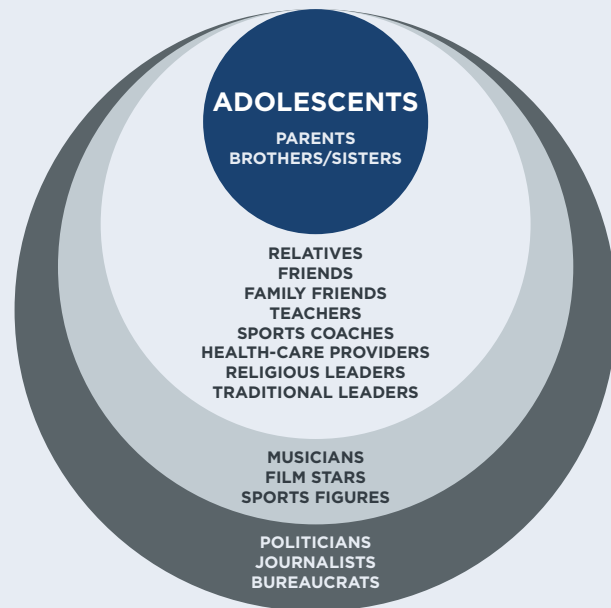 ADOLESCENTS
PARENTS
BROTHERS/SISTERS
RELATIVES
FRIENDS
FAMILY FRIENDS
TEACHERS
SPORTS COACHES
HEALTH-CARE PROVIDERS
RELIGIOUS LEADERS
TRADITIONAL LEADERS
MUSICIANS
FILM STARS
SPORTS FIGURES
POLITICIANS
JOURNALISTS
BUREAUCRATS